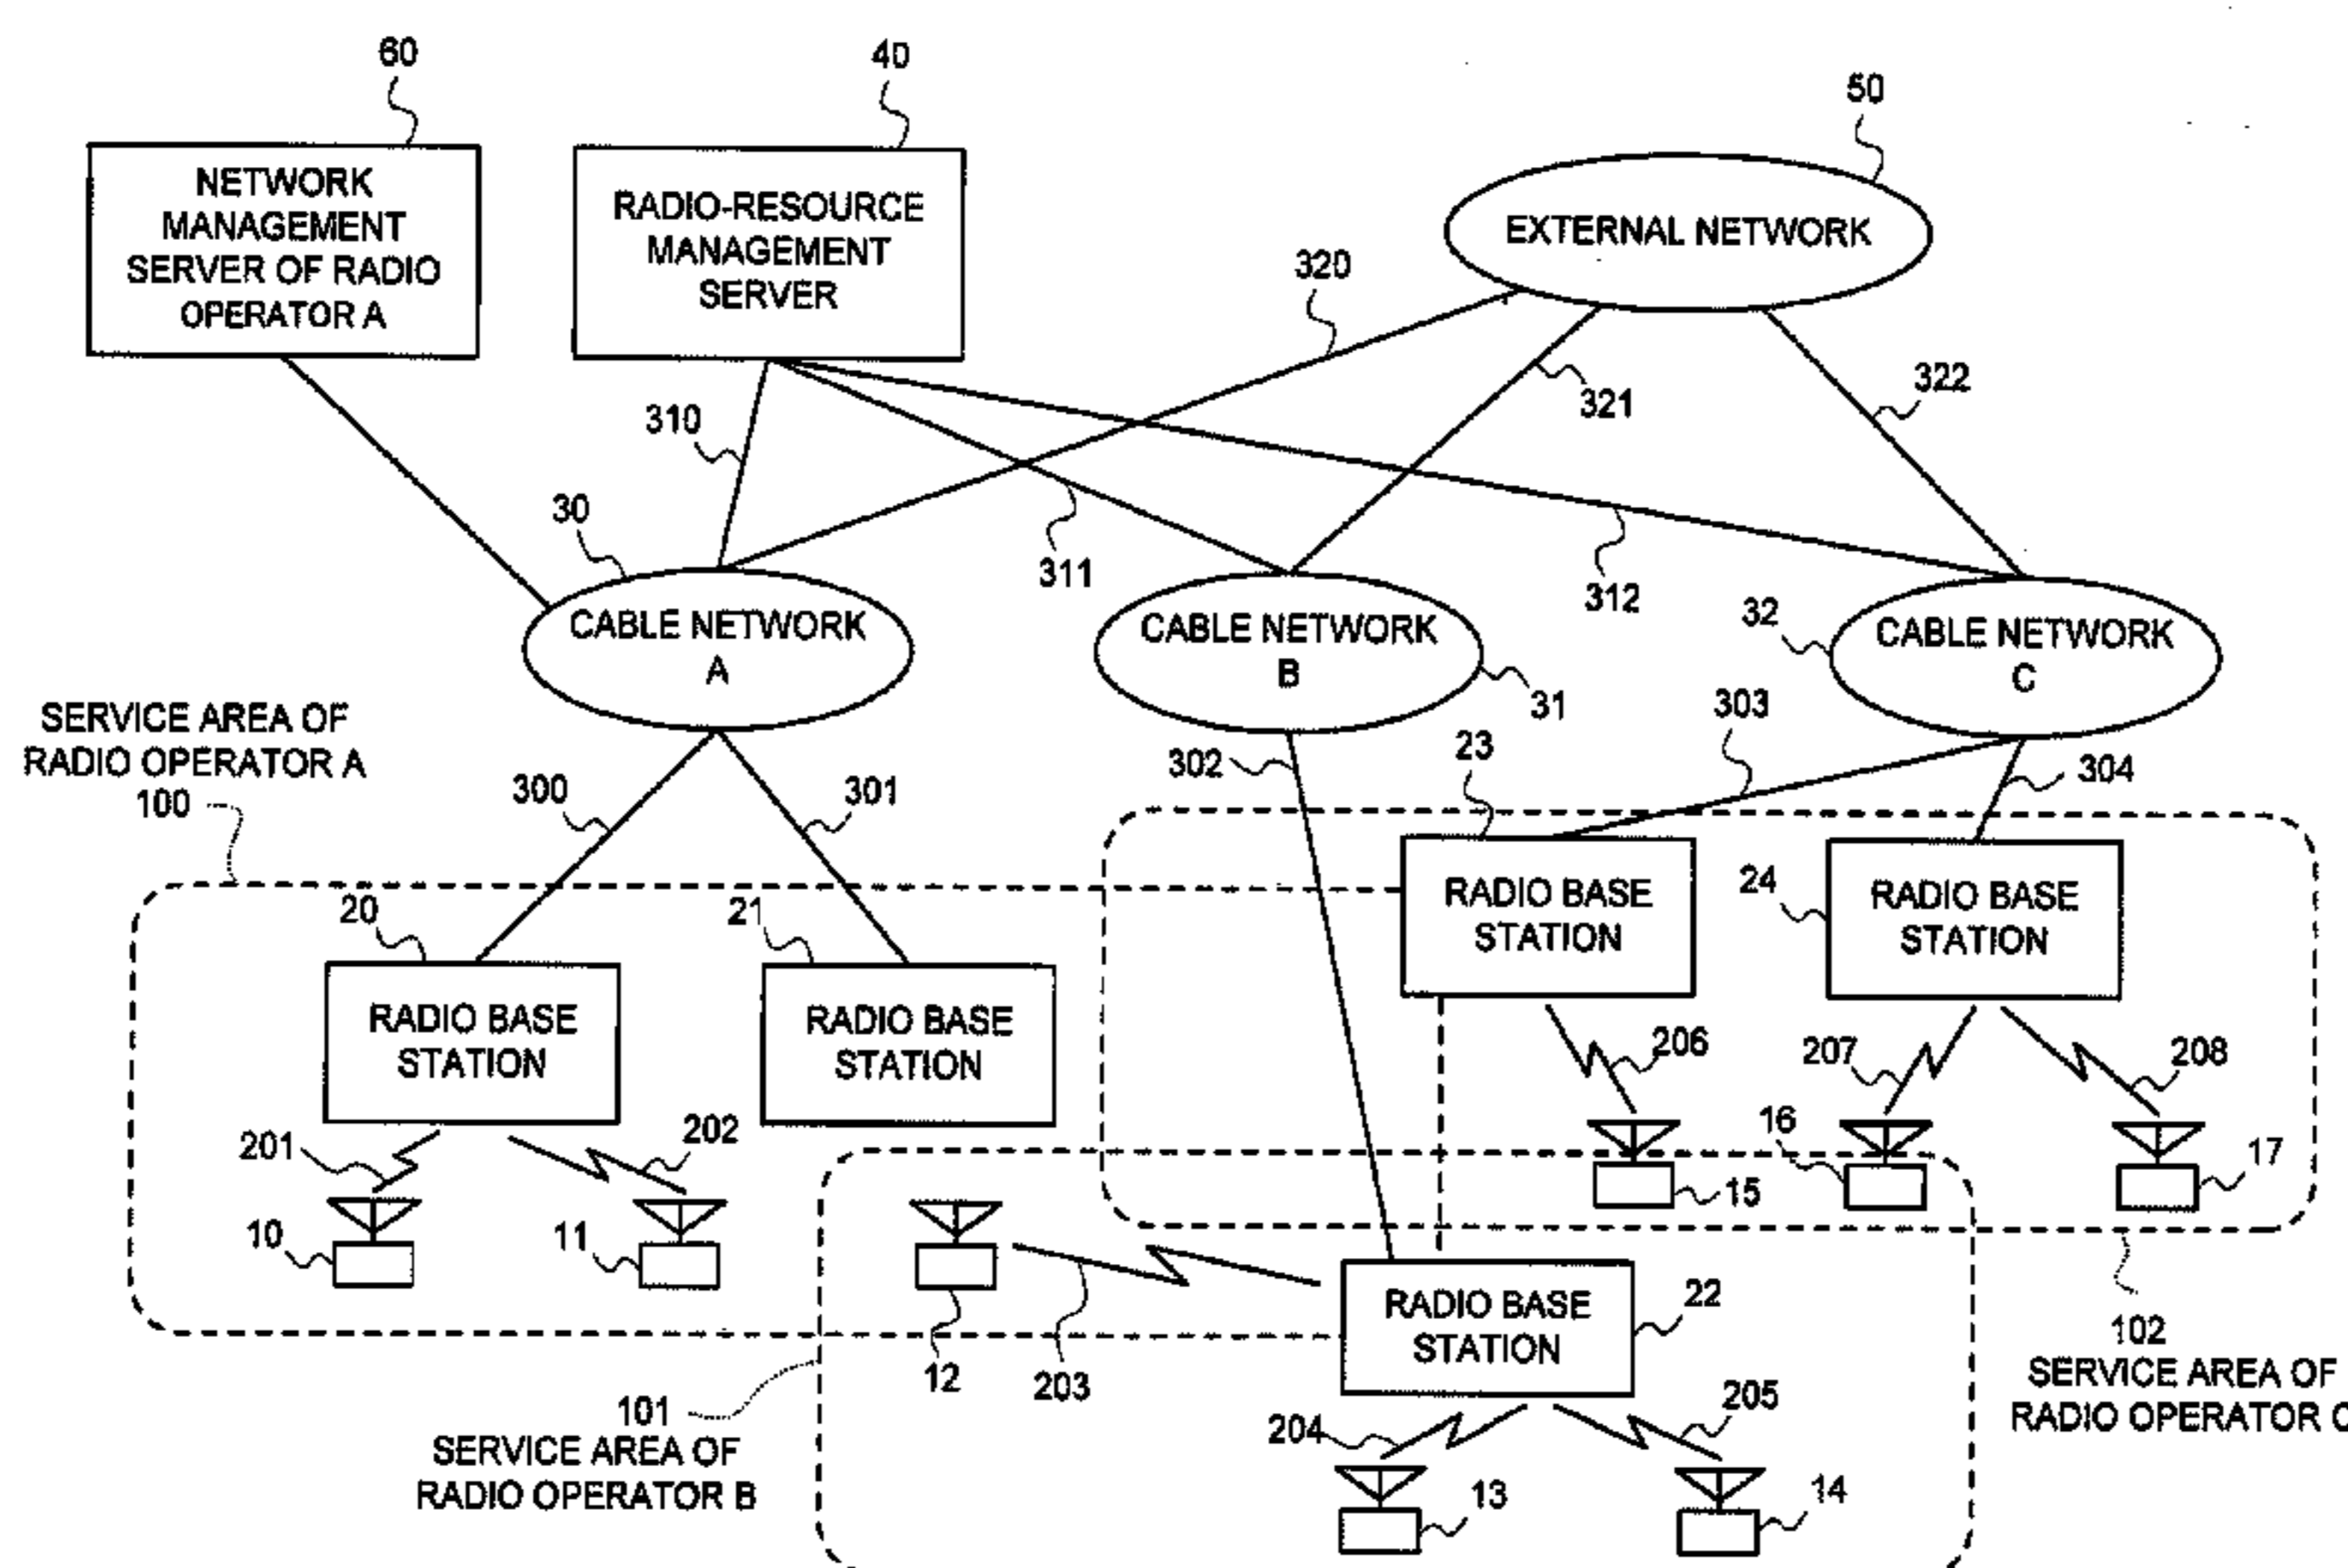 60
40
50
NETWORK
MANAGEMENT
SERVER OF RADIO
OPERATOR A
RADIO-RESOURCE
MANAGEMENT
SERVER
EXTERNAL NETWORK
320
321
322
310
311
312
30
CABLE NETWORK
A
CABLE NETWORK
B
31
32
CABLE NETWORK
C
SERVICE AREA OF
RADIO OPERATOR A
100
300
301
302
23
303
304
20
RADIO BASE
STATION
21
RADIO BASE
STATION
RADIO BASE
STATION
24
RADIO BASE
STATION
201
202
206
207
208
10
11
12
203
15
16
17
RADIO BASE
STATION
22
101
SERVICE AREA OF
RADIO OPERATOR B
102
SERVICE AREA OF
RADIO OPERATOR C
204
205
13
14